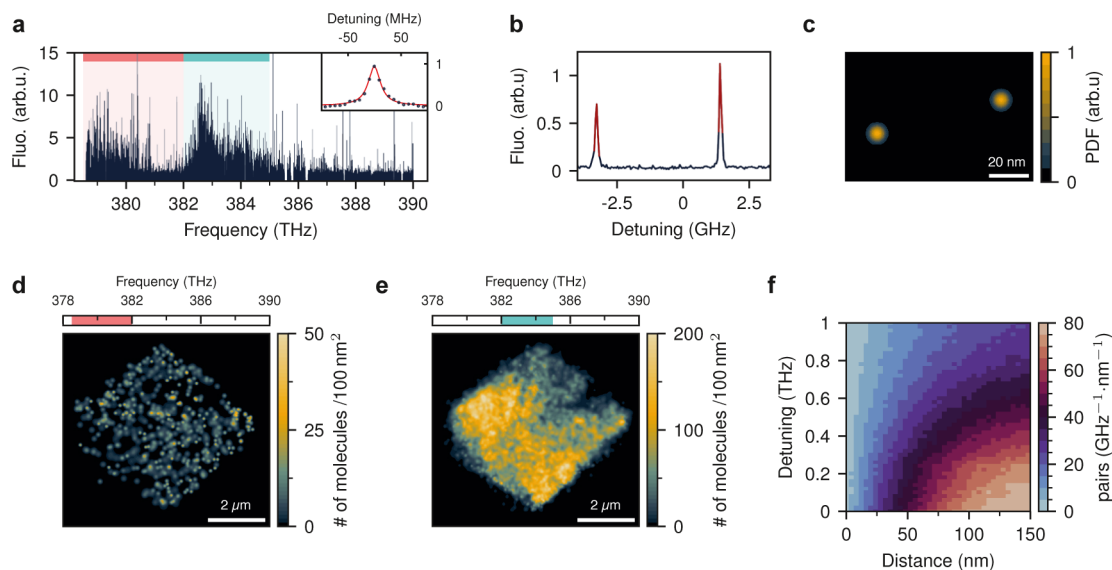 a
Detuning (MHz)
-50 50
15
10
5
0
Fluo. (arb.u)
1
0
380 382 384 386 388 390
Frequency (THz)
b
1
0.5
0
Fluo. (arb.u)
-2.5 0 2.5
Detuning (GHz)
c
20 nm
1
0
PDF (arb.u)
d
Frequency (THz)
378 382 386 390
2 µm
50
25
0
# of molecules /100 nm²
e
Frequency (THz)
378 382 386 390
2 µm
200
100
0
# of molecules /100 nm²
f
1
0.8
0.6
0.4
0.2
0
Detuning (THz)
0 50 100 150
Distance (nm)
80
60
40
20
0
pairs (GHz⁻¹·nm⁻¹)